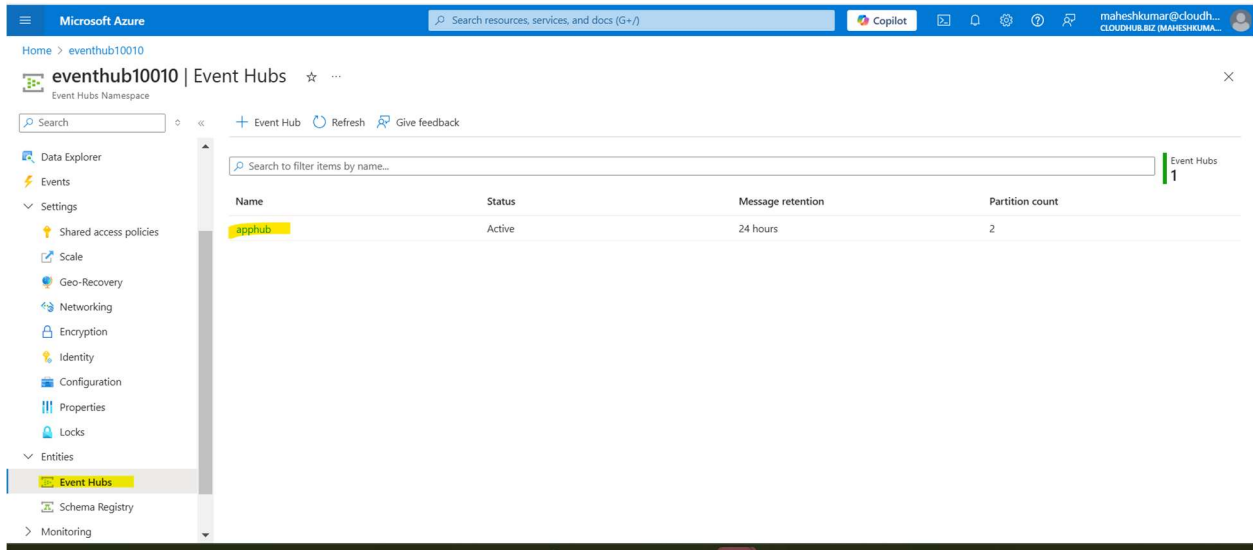 Microsoft Azure
Search resources, services, and docs (G+/)
Copilot
maheshkumar@cloudh...
CLOUDHUB.BIZ (MAHESHKUMA...
Home > eventhub10010
eventhub10010 | Event Hubs
Event Hubs Namespace
Search
Event Hub
Refresh
Give feedback
Data Explorer
Events
Settings
Shared access policies
Scale
Geo-Recovery
Networking
Encryption
Identity
Configuration
Properties
Locks
Entities
Event Hubs
Schema Registry
Monitoring
Search to filter items by name...
Event Hubs
1
Name Status Message retention Partition count
apphub Active 24 hours 2